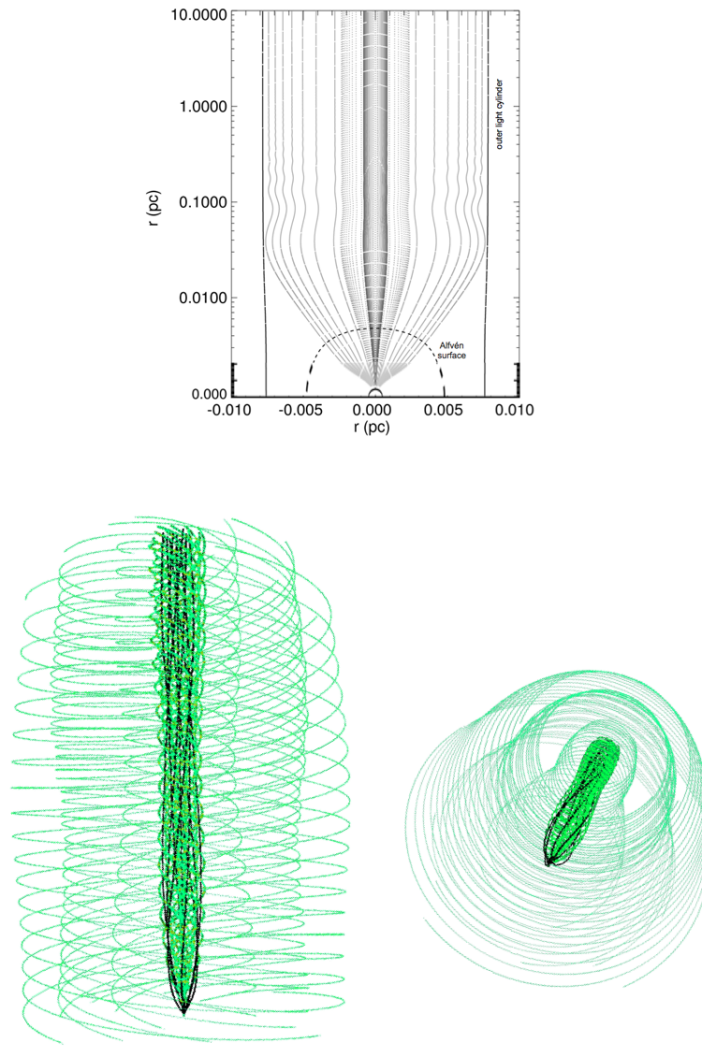 10.0000
1.0000
0.1000
0.0100
0.000
r (pc)
outer light cylinder
Alfvén
surface
-0.010 -0.005 0.000 0.005 0.010
r (pc)